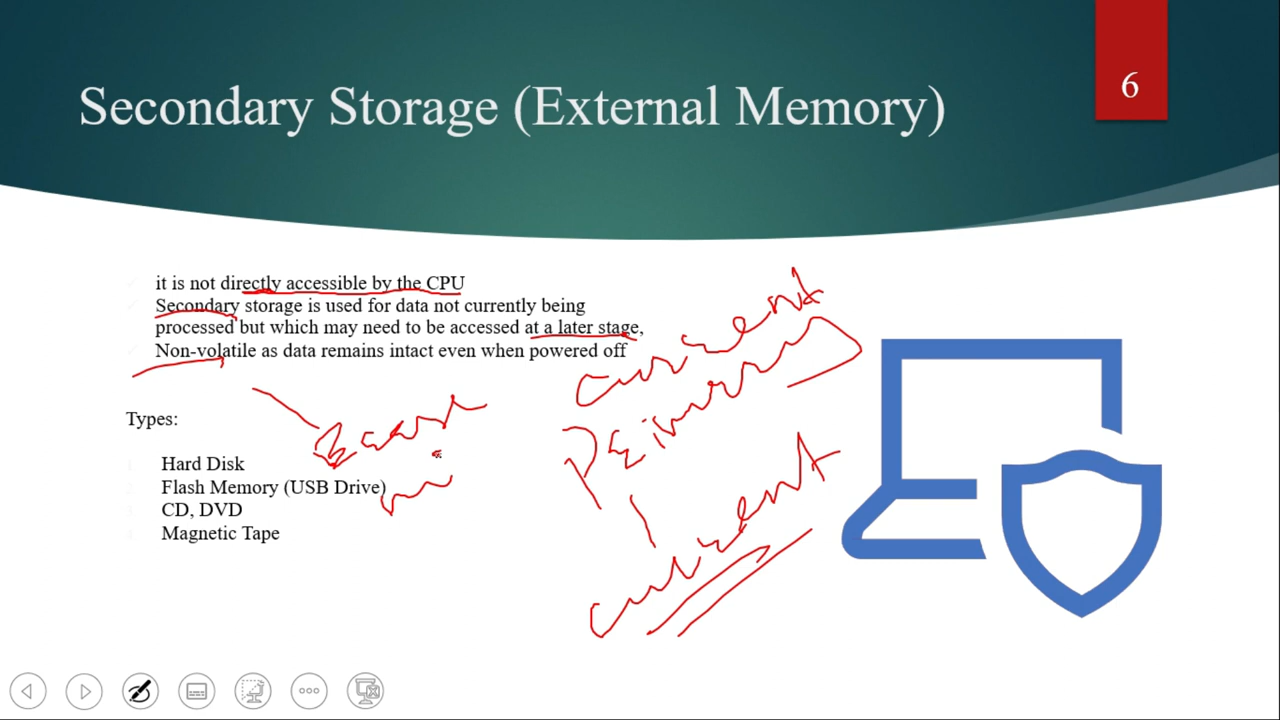 6
Secondary Storage (External Memory)
it is not directly accessible by the CPU
Secondary storage is used for data not currently being
processed but which may need to be accessed at a later stage,
Non-volatile as data remains intact even when powered off
current
Types:
Hard Disk
Flash Memory (USB Drive)
CD, DVD
Magnetic Tape
current